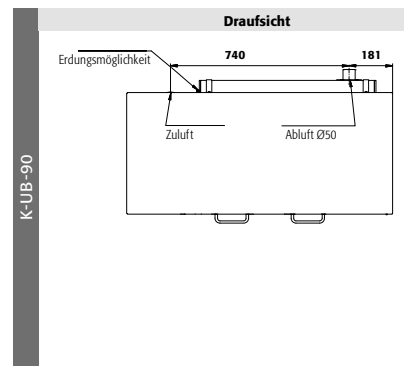 Draufsicht
740
181
Erdungsmöglichkeit
Zuluft
Abluft Ø50
K-UB-90